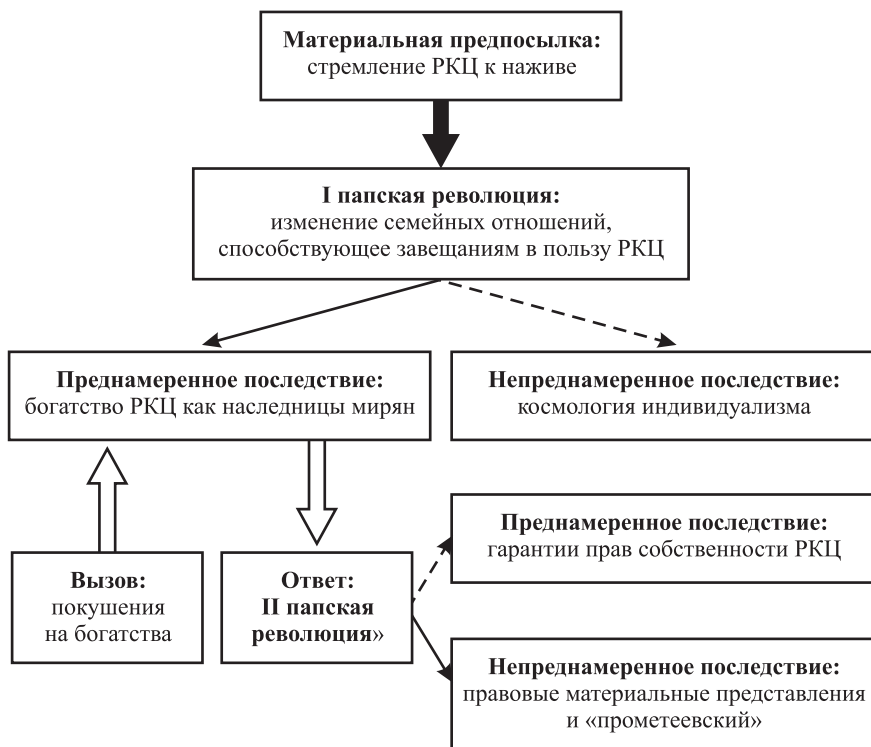 Материальная предпосылка:
стремление РКЦ к наживе
I папская революция:
изменение семейных отношений,
способствующее завещаниям в пользу РКЦ
Преднамеренное последствие:
богатство РКЦ как наследницы мирян
Непреднамеренное последствие:
космология индивидуализма
Преднамеренное последствие:
гарантии прав собственности РКЦ
Вызов:
покушения
на богатства
Ответ:
II папская
революция»
Непреднамеренное последствие:
правовые материальные представления
и «прометеевский»